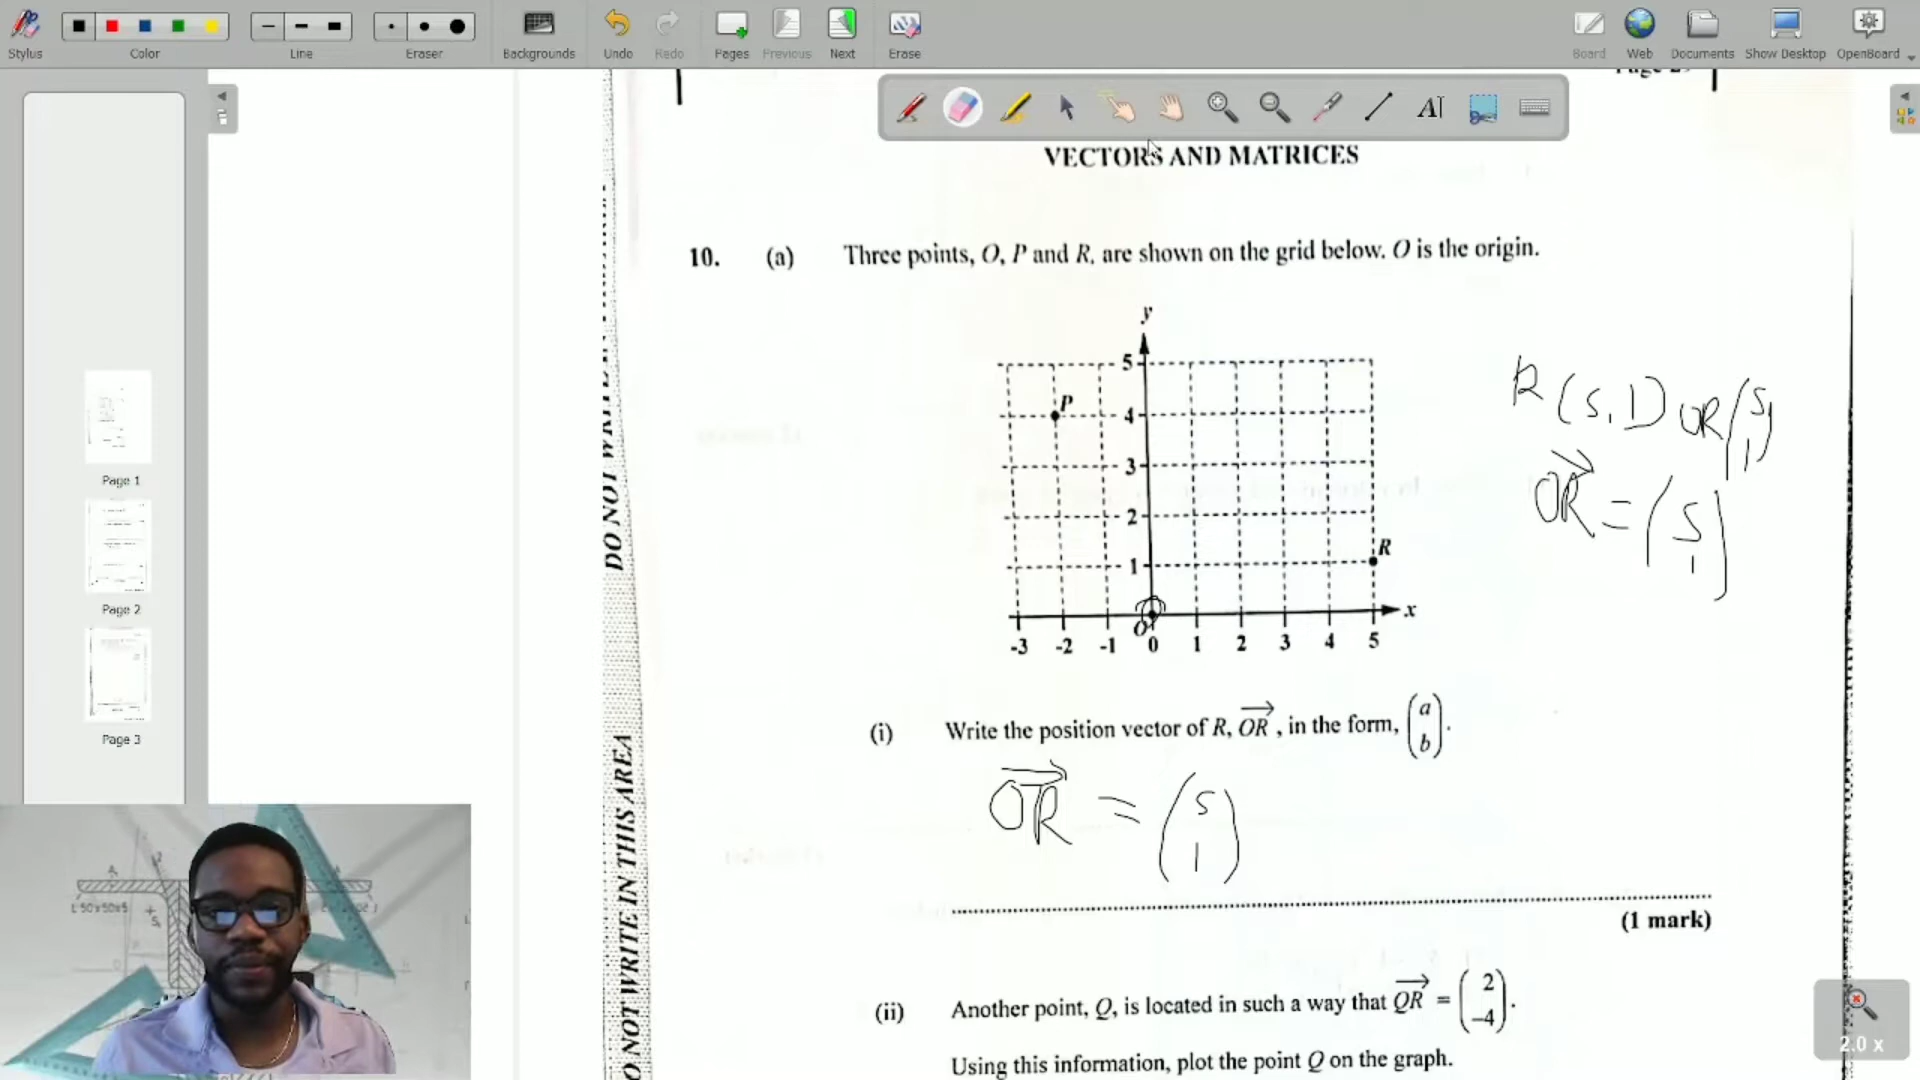 Stylus Color Line Eraser Backgrounds Undo Redo Pages Previous Next Erase Board Web Documents Show Desktop OpenBoard
VECTORS AND MATRICES
10. (a) Three points, O, P and R, are shown on the grid below. O is the origin.
y
5
P
4
3
2
R
1
O
x
-3 -2 -1 0 1 2 3 4 5
R (5, 1) OR (5, 1)
OR = (5 1)
(i) Write the position vector of R, OR, in the form, (a b).
OR = (5 1)
(1 mark)
(ii) Another point, Q, is located in such a way that QR = (2 -4).
Using this information, plot the point Q on the graph.
DO NOT WRITE IN THIS AREA
Page 1
Page 2
Page 3
2.0 x